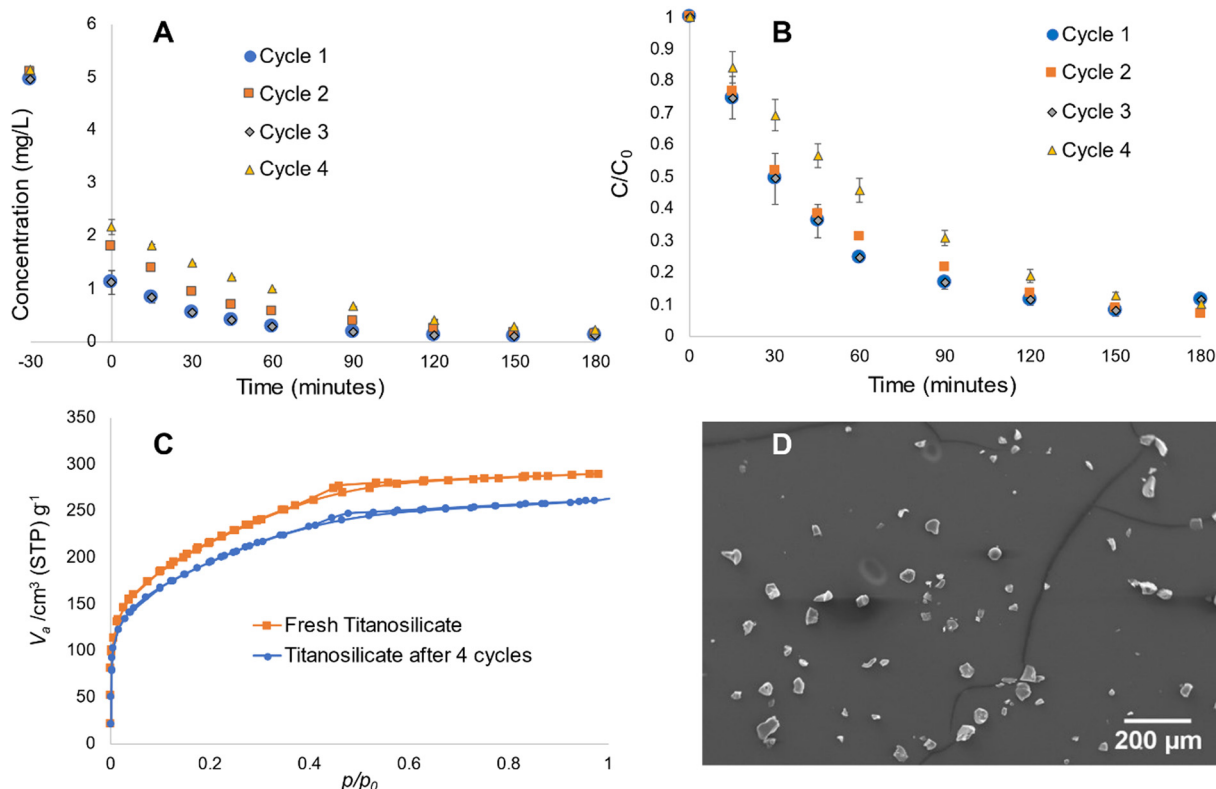 A
Concentration (mg/L)
6
5
4
3
2
1
0
-30
0
30
60
90
120
150
180
Time (minutes)
Cycle 1
Cycle 2
Cycle 3
Cycle 4
B
C/C0
1
0.9
0.8
0.7
0.6
0.5
0.4
0.3
0.2
0.1
0
0
30
60
90
120
150
180
Time (minutes)
Cycle 1
Cycle 2
Cycle 3
Cycle 4
C
Va /cm³ (STP) g⁻¹
350
300
250
200
150
100
50
0
0
0.2
0.4
0.6
0.8
1
p/p0
Fresh Titanosilicate
Titanosilicate after 4 cycles
D
200 µm